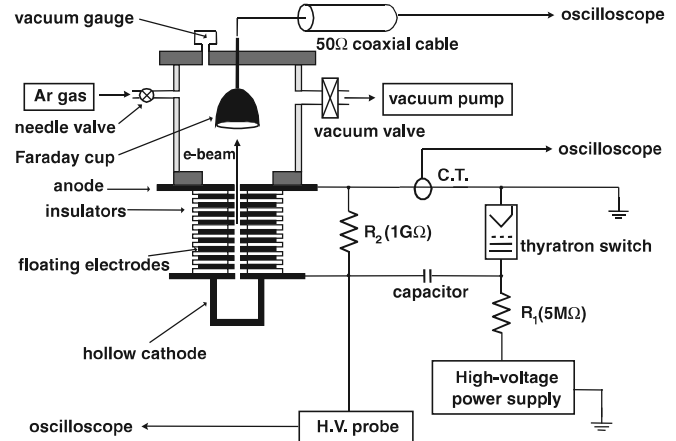 vacuum gauge
oscilloscope
50Ω coaxial cable
Ar gas
vacuum pump
needle valve
vacuum valve
Faraday cup
e-beam
oscilloscope
anode
C.T.
insulators
R₂(1GΩ)
thyratron switch
floating electrodes
capacitor
R₁(5MΩ)
hollow cathode
High-voltage
power supply
oscilloscope
H.V. probe